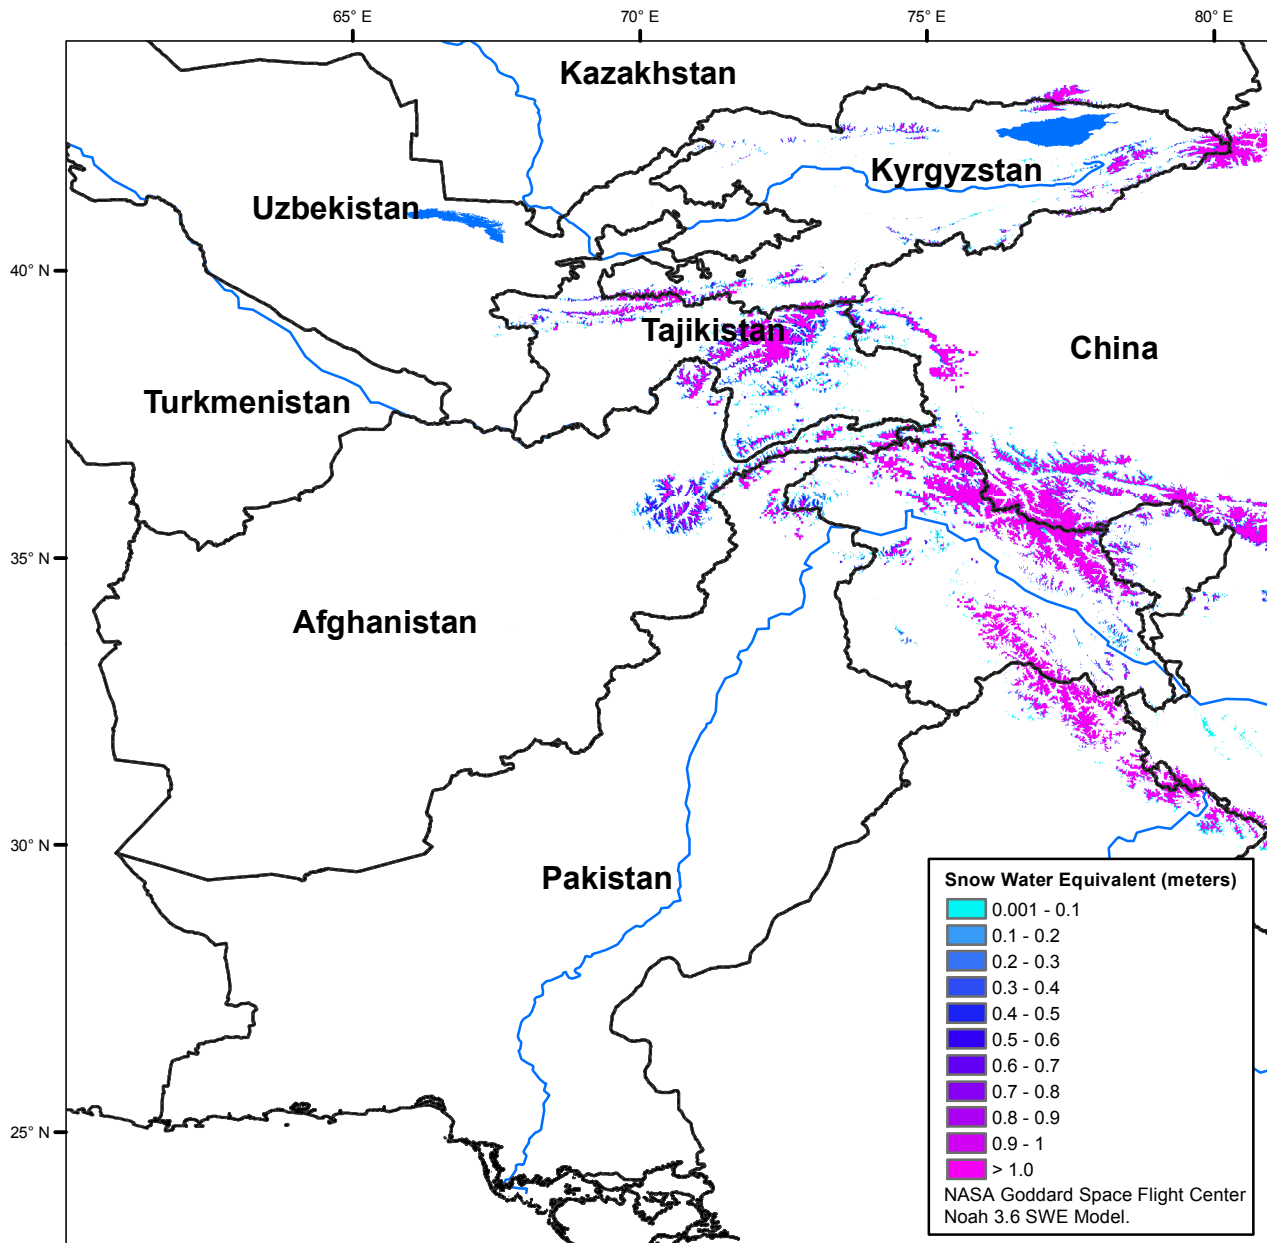 65° E
70° E
75° E
80° E
Kazakhstan
Kyrgyzstan
Uzbekistan
40° N
Tajikistan
China
Turkmenistan
35° N
Afghanistan
30° N
Pakistan
25° N
Snow Water Equivalent (meters)
0.001 - 0.1
0.1 - 0.2
0.2 - 0.3
0.3 - 0.4
0.4 - 0.5
0.5 - 0.6
0.6 - 0.7
0.7 - 0.8
0.8 - 0.9
0.9 - 1
> 1.0
NASA Goddard Space Flight Center
Noah 3.6 SWE Model.